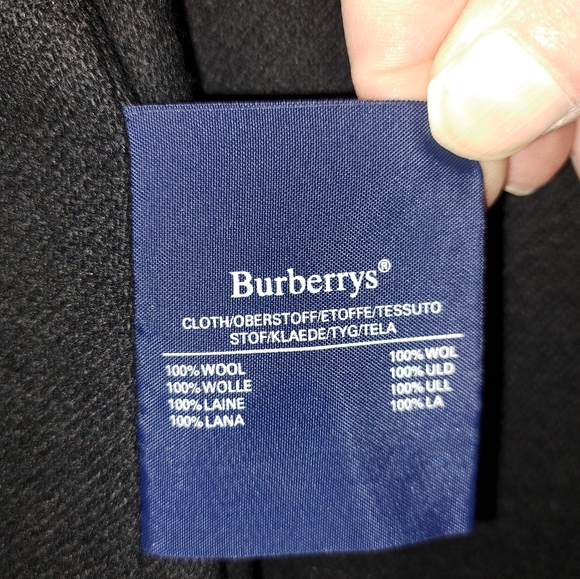 Burberrys®
CLOTH/OBERSTOFF/ETOFFE/TESSUTO
STOF/KLAEDE/TYG/TELA
100% WOOL
100% WOLLE
100% LAINE
100% LANA
100% WOL
100% ULD
100% ULL
100% LA